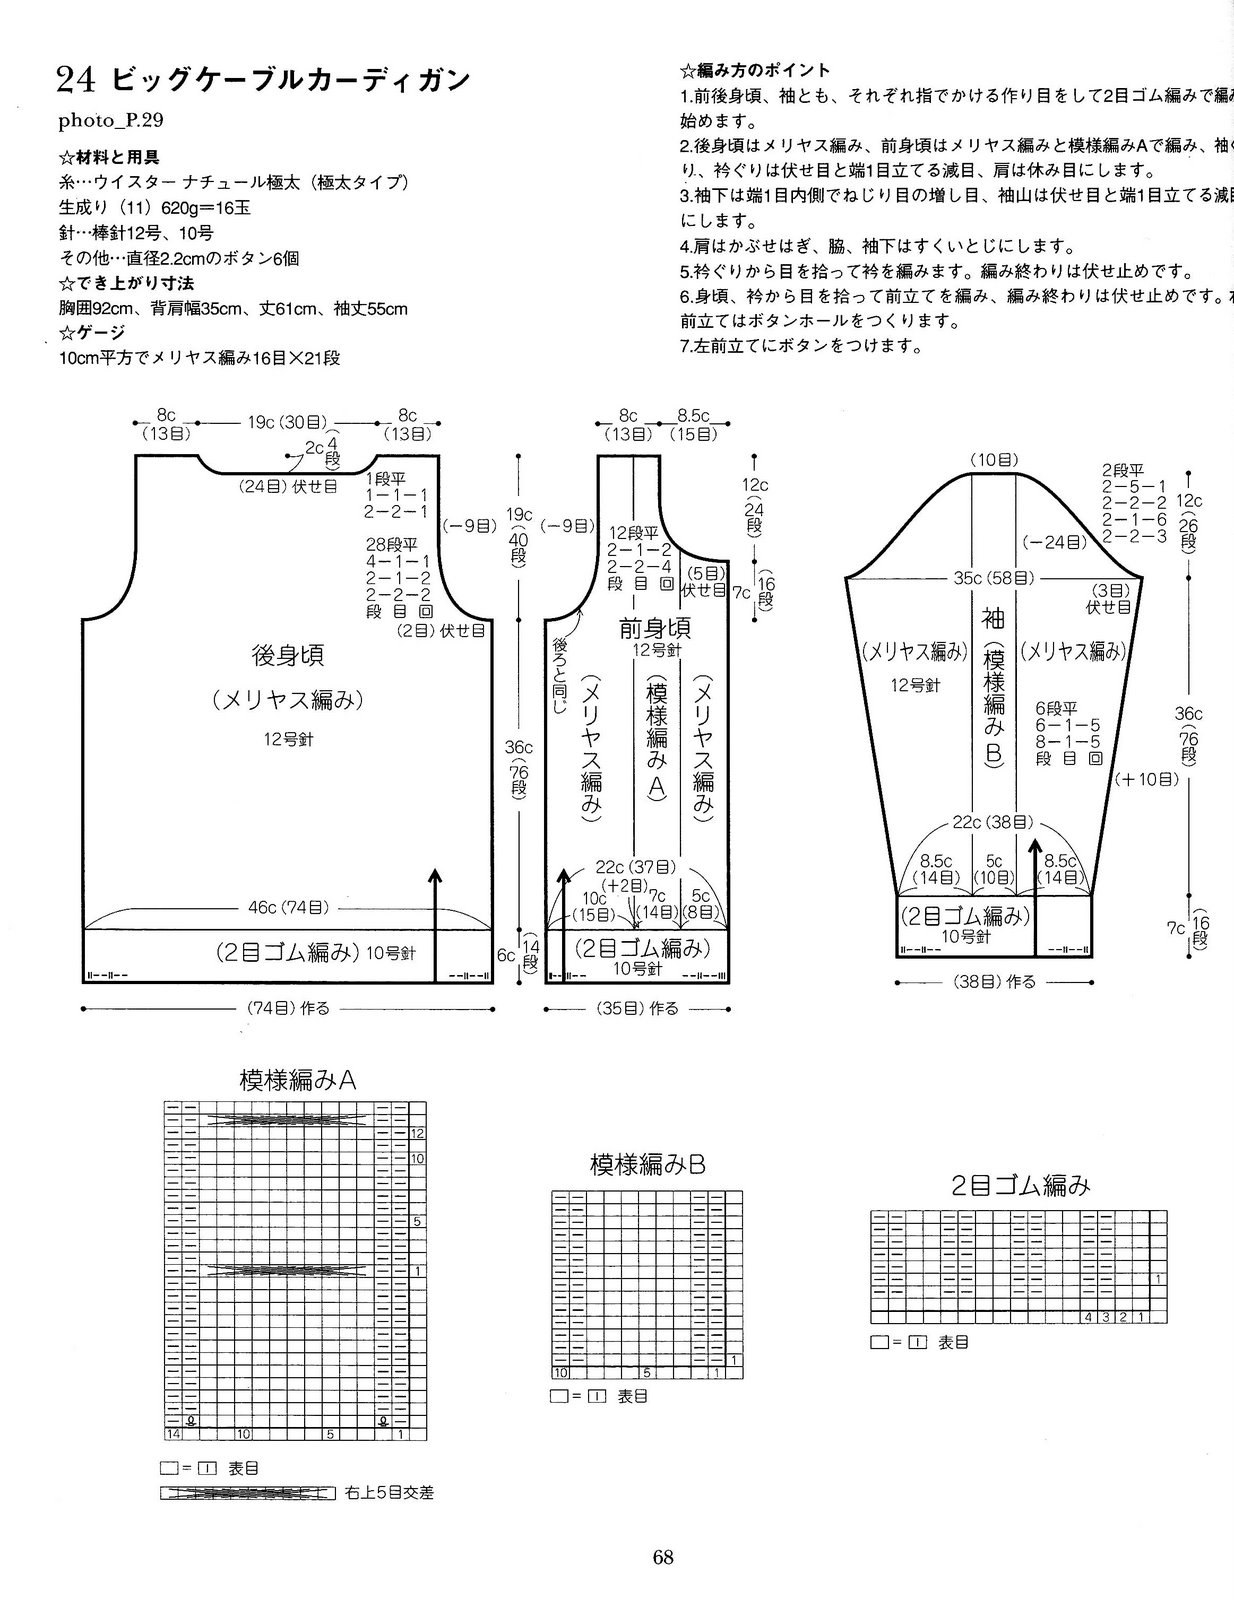 24 ビッグケーブルカーディガン
photo_P.29
☆材料と用具
糸…ウイスター ナチュール極太（極太タイプ）
生成り（11）620g＝16玉
針…棒針12号、10号
その他…直径2.2cmのボタン6個
☆でき上がり寸法
胸囲92cm、背肩幅35cm、丈61cm、袖丈55cm
☆ゲージ
10cm平方でメリヤス編み16目×21段
☆編み方のポイント
1.前後身頃、袖とも、それぞれ指でかける作り目をして2目ゴム編みで編み
始めます。
2.後身頃はメリヤス編み、前身頃はメリヤス編みと模様編みAで編み、袖ぐ
り、衿ぐりは伏せ目と端1目立てる減目、肩は休み目にします。
3.袖下は端1目内側でねじり目の増し目、袖山は伏せ目と端1目立てる減目
にします。
4.肩はかぶせはぎ、脇、袖下はすくいとじにします。
5.衿ぐりから目を拾って衿を編みます。編み終わりは伏せ止めです。
6.身頃、衿から目を拾って前立てを編み、編み終わりは伏せ止めです。
前立てはボタンホールをつくります。
7.左前立てにボタンをつけます。
8c
(13目)
19c(30目)
8c
(13目)
2c(4段)
(24目)伏せ目
1段平
1－1－1
2－2－1
(－9目)
28段平
4－1－1
2－1－2
2－2－2
段 目 回
(2目)伏せ目
後身頃
(メリヤス編み)
12号針
46c(74目)
(2目ゴム編み)10号針
(74目)作る
19c(40段)
36c(76段)
6c(14段)
8c
(13目)
8.5c
(15目)
(－9目)
12段平
2－1－2
2－2－4
段 目 回
(5目)
伏せ目
12c(24段)
7c(16段)
前身頃
12号針
後ろと同じ
(メリヤス編み)
(模様編みA)
(メリヤス編み)
22c(37目)
(＋2目)
10c
(15目)
7c
(14目)
5c
(8目)
(2目ゴム編み)
10号針
(35目)作る
(10目)
2段平
2－5－1
2－2－2
2－1－6
2－2－3
12c(26段)
(－24目)
35c(58目)
(3目)
伏せ目
袖
(メリヤス編み)
12号針
(模様編みB)
(メリヤス編み)
6段平
6－1－5
8－1－5
段 目 回
(＋10目)
36c(76段)
22c(38目)
8.5c
(14目)
5c
(10目)
8.5c
(14目)
(2目ゴム編み)
10号針
7c(16段)
(38目)作る
模様編みA
12
10
5
1
14 10 5 1
□=｜ 表目
右上5目交差
模様編みB
1
10 5 1
□=｜ 表目
2目ゴム編み
1
4 3 2 1
□=｜ 表目
68